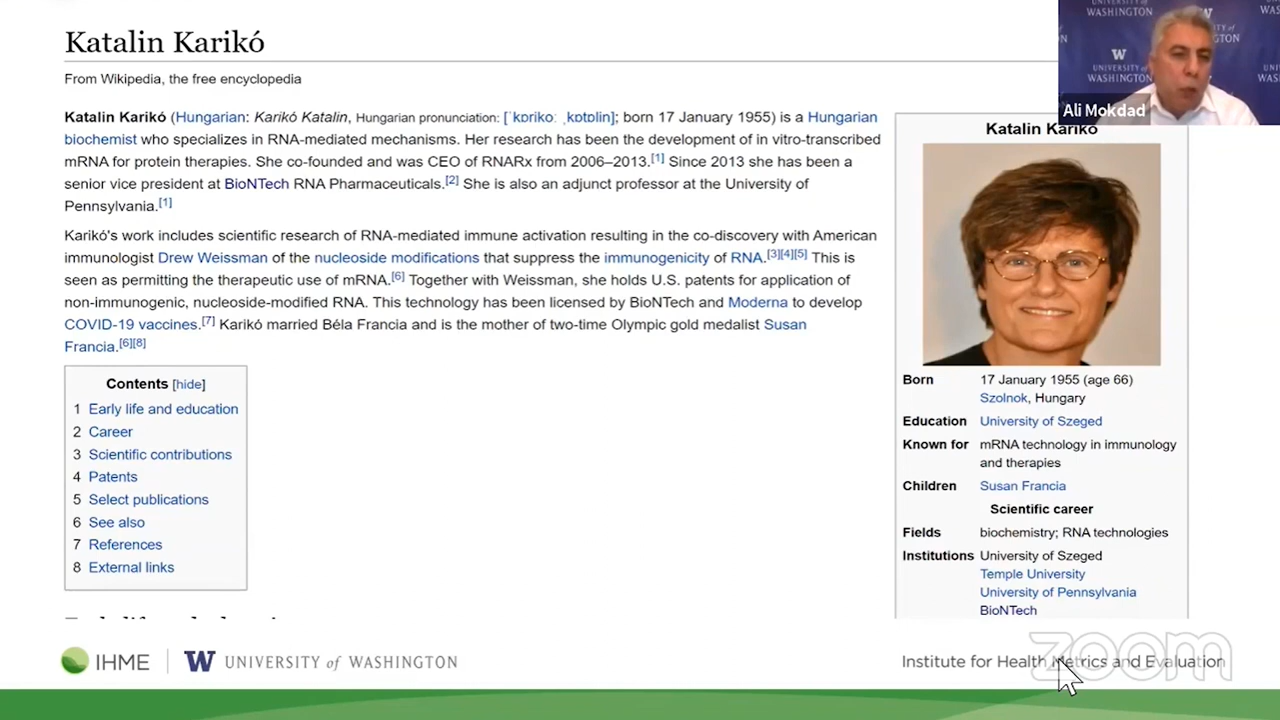 Katalin Karikó
From Wikipedia, the free encyclopedia
Katalin Karikó (Hungarian: Karikó Katalin, Hungarian pronunciation: [ˈkɒrikoː ˌkɒtɒlin]; born 17 January 1955) is a Hungarian
biochemist who specializes in RNA-mediated mechanisms. Her research has been the development of in vitro-transcribed
mRNA for protein therapies. She co-founded and was CEO of RNARx from 2006–2013.[1] Since 2013 she has been a
senior vice president at BioNTech RNA Pharmaceuticals.[2] She is also an adjunct professor at the University of
Pennsylvania.[1]
Karikó's work includes scientific research of RNA-mediated immune activation resulting in the co-discovery with American
immunologist Drew Weissman of the nucleoside modifications that suppress the immunogenicity of RNA.[3][4][5] This is
seen as permitting the therapeutic use of mRNA.[6] Together with Weissman, she holds U.S. patents for application of
non-immunogenic, nucleoside-modified RNA. This technology has been licensed by BioNTech and Moderna to develop
COVID-19 vaccines.[7] Karikó married Béla Francia and is the mother of two-time Olympic gold medalist Susan
Francia.[6][8]
Contents [hide]
1 Early life and education
2 Career
3 Scientific contributions
4 Patents
5 Select publications
6 See also
7 References
8 External links
Katalin Karikó
Born 17 January 1955 (age 66)
Szolnok, Hungary
Education University of Szeged
Known for mRNA technology in immunology
and therapies
Children Susan Francia
Scientific career
Fields biochemistry; RNA technologies
Institutions University of Szeged
Temple University
University of Pennsylvania
BioNTech
WASHINGTON
W
UNIVERSITY of
WASHINGTON
Ali Mokdad
IHME
W UNIVERSITY of WASHINGTON
Institute for Health Metrics and Evaluation
zoom